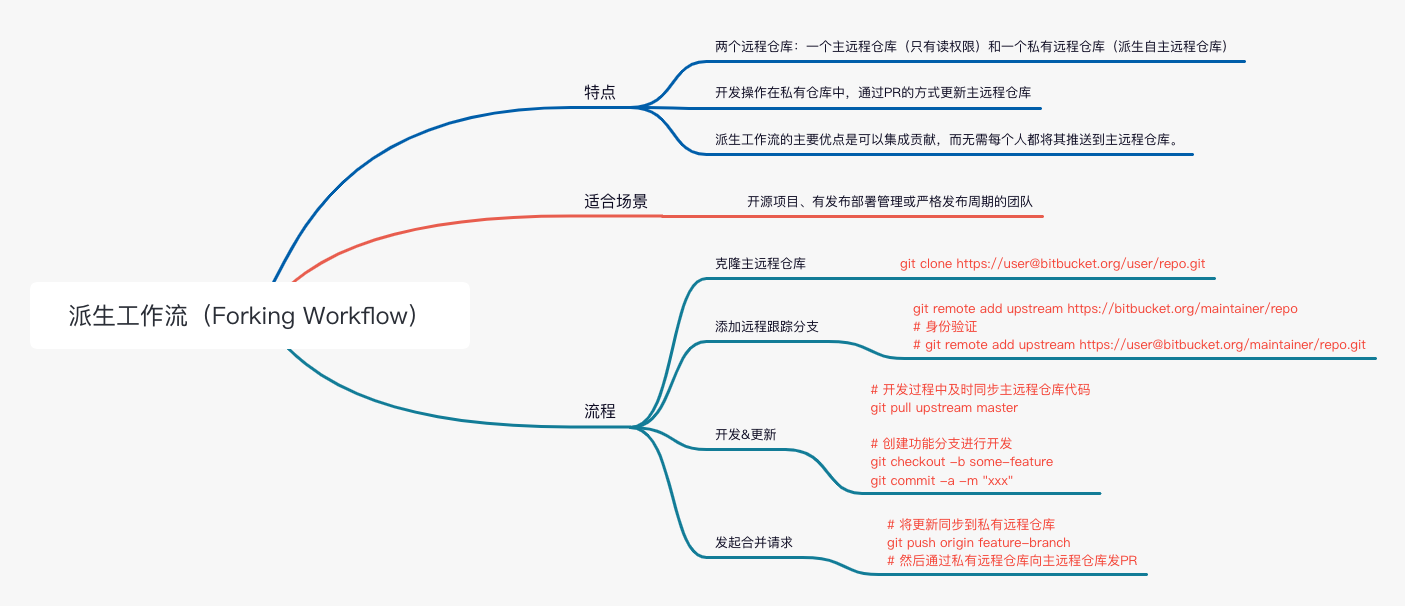 派生工作流（Forking Workflow）
特点
两个远程仓库：一个主远程仓库（只有读权限）和一个私有远程仓库（派生自主远程仓库）
开发操作在私有仓库中，通过PR的方式更新主远程仓库
派生工作流的主要优点是可以集成贡献，而无需每个人都将其推送到主远程仓库。
适合场景
开源项目、有发布部署管理或严格发布周期的团队
流程
克隆主远程仓库
git clone https://user@bitbucket.org/user/repo.git
添加远程跟踪分支
git remote add upstream https://bitbucket.org/maintainer/repo
# 身份验证
# git remote add upstream https://user@bitbucket.org/maintainer/repo.git
开发&更新
# 开发过程中及时同步主远程仓库代码
git pull upstream master
# 创建功能分支进行开发
git checkout -b some-feature
git commit -a -m "xxx"
发起合并请求
# 将更新同步到私有远程仓库
git push origin feature-branch
# 然后通过私有远程仓库向主远程仓库发PR